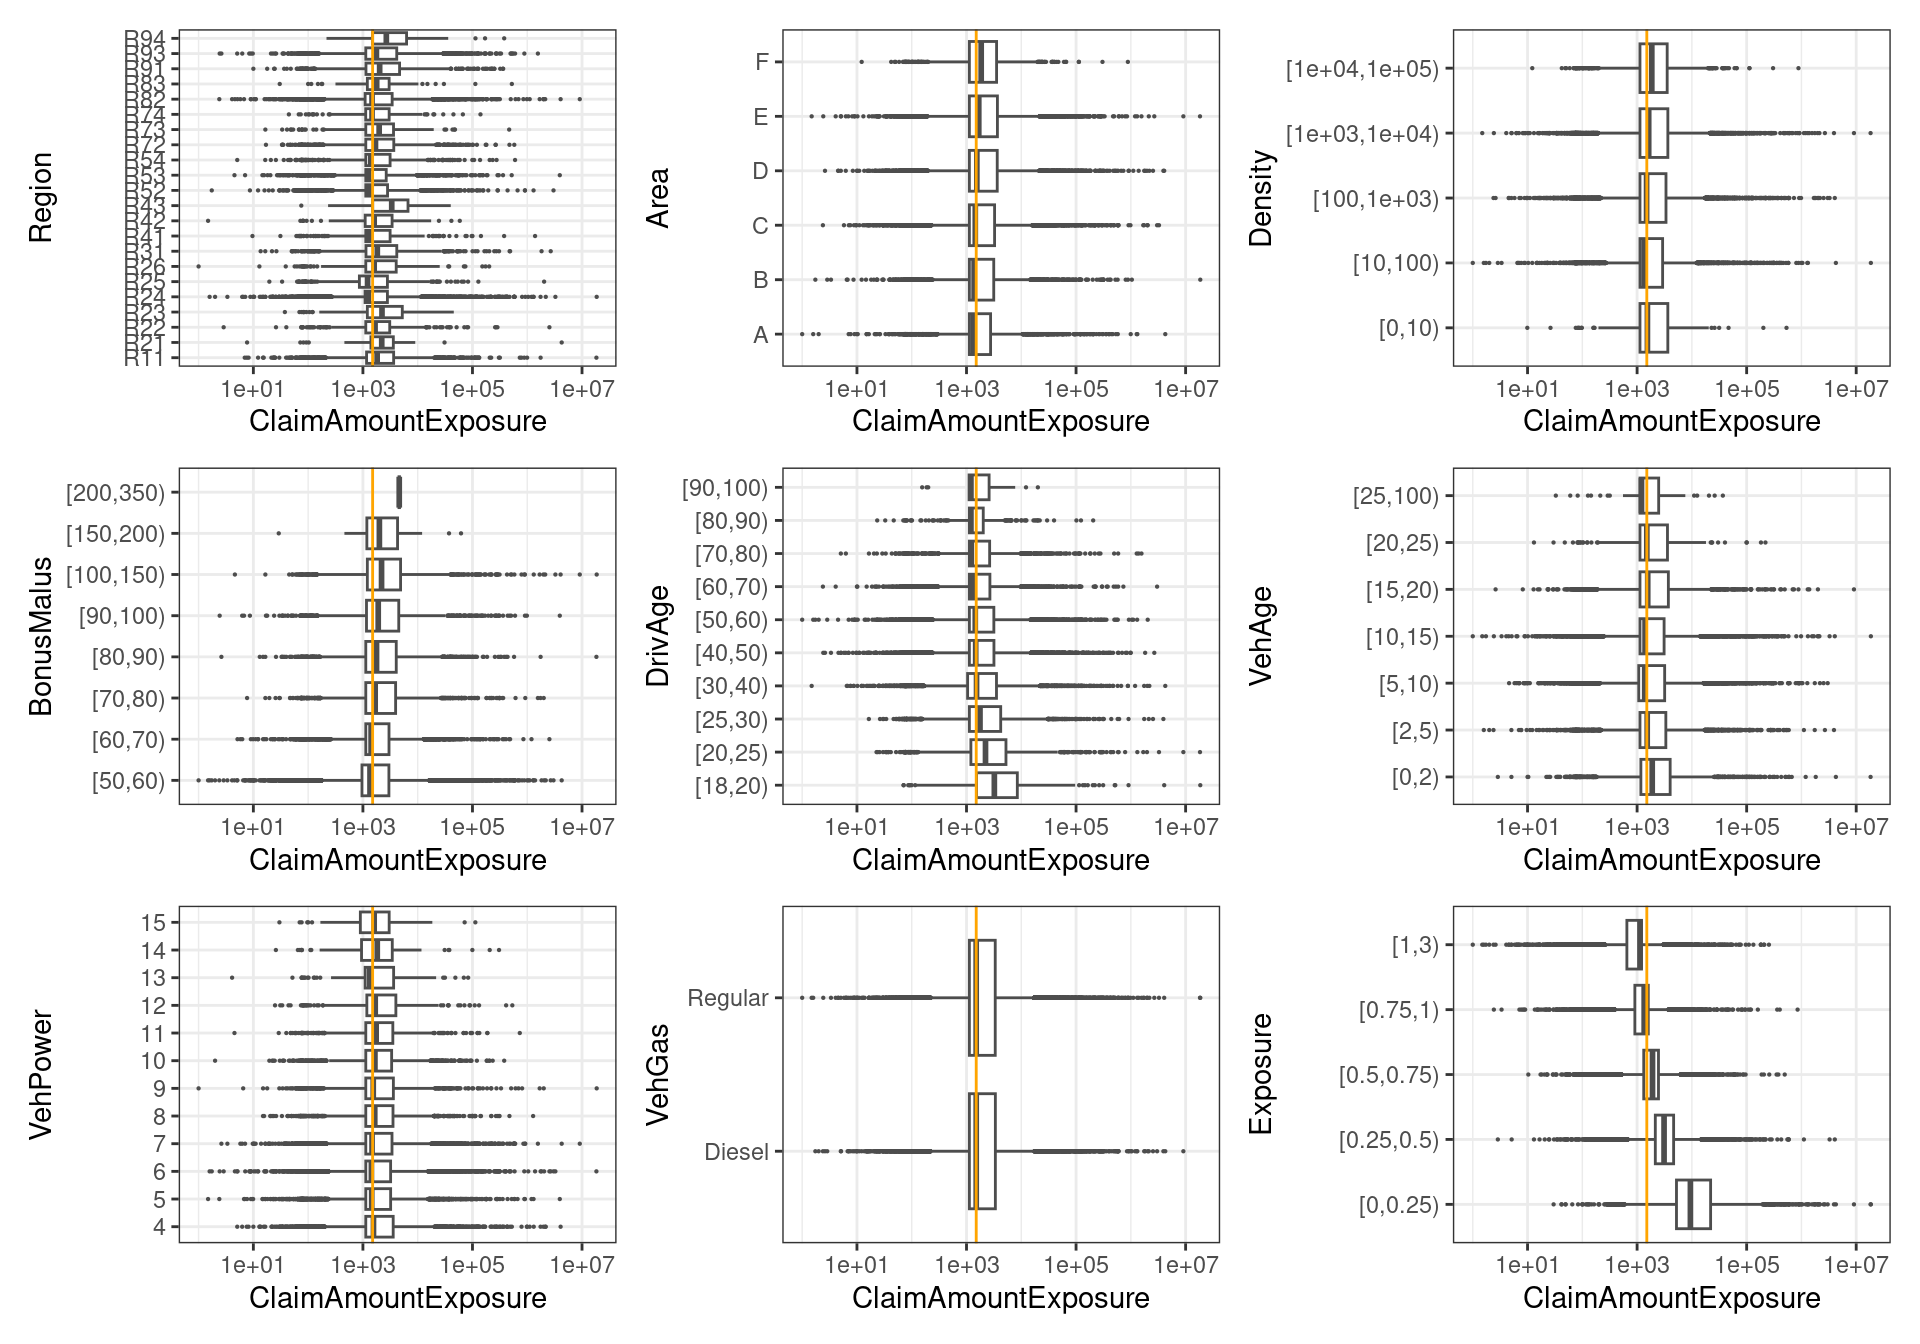 Region
R94
R93
R91
R83
R82
R74
R73
R72
R54
R53
R52
R43
R42
R41
R31
R26
R25
R24
R23
R22
R21
R11
1e+01 1e+03 1e+05 1e+07
ClaimAmountExposure
Area
F
E
D
C
B
A
1e+01 1e+03 1e+05 1e+07
ClaimAmountExposure
Density
[1e+04,1e+05)
[1e+03,1e+04)
[100,1e+03)
[10,100)
[0,10)
1e+01 1e+03 1e+05 1e+07
ClaimAmountExposure
BonusMalus
[200,350)
[150,200)
[100,150)
[90,100)
[80,90)
[70,80)
[60,70)
[50,60)
1e+01 1e+03 1e+05 1e+07
ClaimAmountExposure
DrivAge
[90,100)
[80,90)
[70,80)
[60,70)
[50,60)
[40,50)
[30,40)
[25,30)
[20,25)
[18,20)
1e+01 1e+03 1e+05 1e+07
ClaimAmountExposure
VehAge
[25,100)
[20,25)
[15,20)
[10,15)
[5,10)
[2,5)
[0,2)
1e+01 1e+03 1e+05 1e+07
ClaimAmountExposure
VehPower
15
14
13
12
11
10
9
8
7
6
5
4
1e+01 1e+03 1e+05 1e+07
ClaimAmountExposure
VehGas
Regular
Diesel
1e+01 1e+03 1e+05 1e+07
ClaimAmountExposure
Exposure
[1,3)
[0.75,1)
[0.5,0.75)
[0.25,0.5)
[0,0.25)
1e+01 1e+03 1e+05 1e+07
ClaimAmountExposure